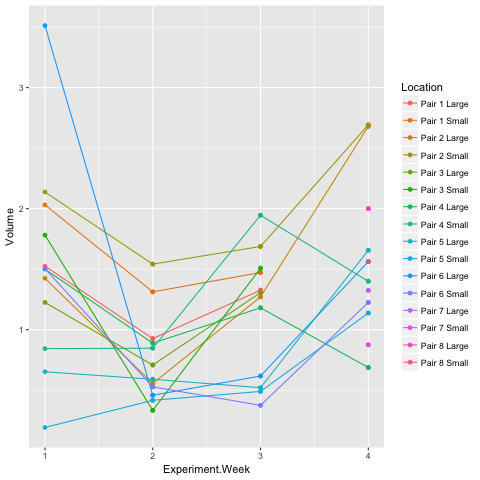 Volume
3
2
1
1
2
3
4
Experiment.Week
Location
Pair 1 Large
Pair 1 Small
Pair 2 Large
Pair 2 Small
Pair 3 Large
Pair 3 Small
Pair 4 Large
Pair 4 Small
Pair 5 Large
Pair 5 Small
Pair 6 Large
Pair 6 Small
Pair 7 Large
Pair 7 Small
Pair 8 Large
Pair 8 Small